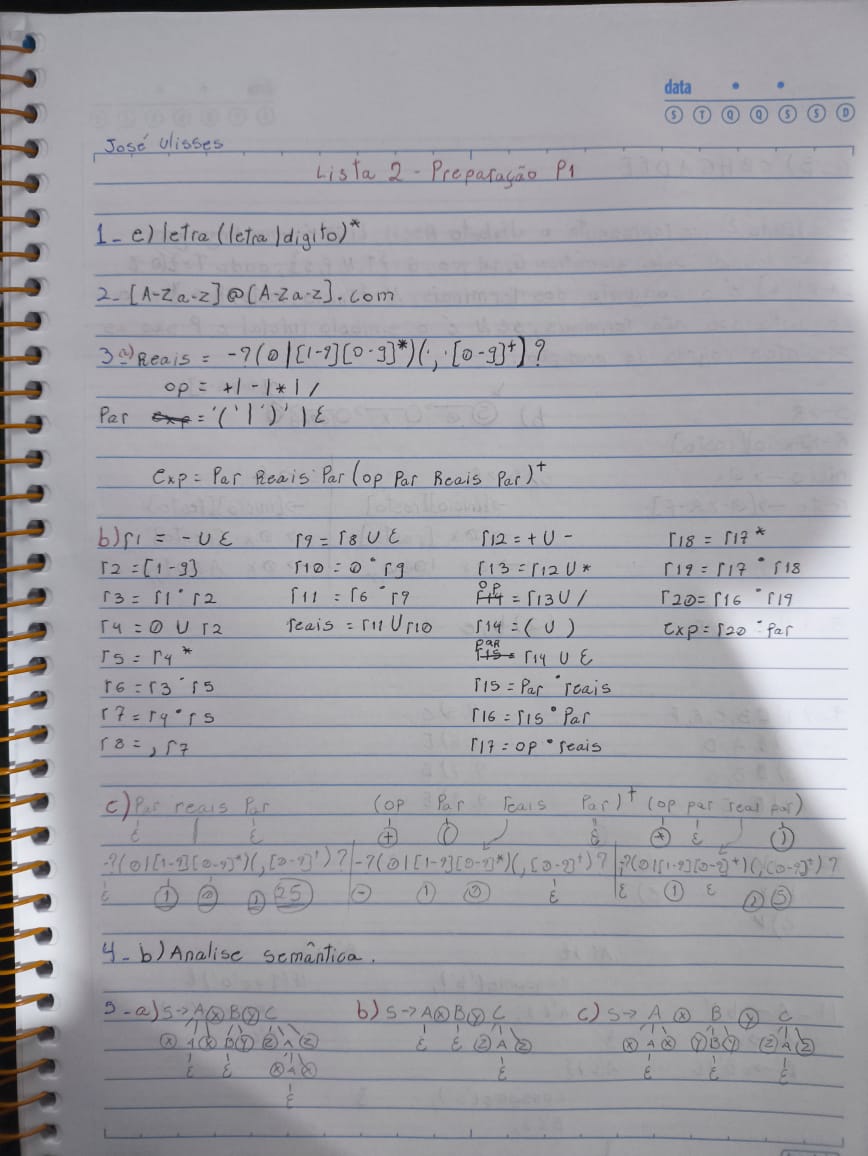 data
S T Q Q S S D
José Ulisses
Lista 2 - Preparação P1
1- e) letra (letra | digito)*
2- [A-Za-z]@[A-Za-z].com
3 a) Reais = -?(0|[1-9][0-9]*)(,·[0-9]+)?
op = +|-|*|/
Par = '('|')'|ε
Exp = Par Reais Par (op Par Reais Par)+
b) r1 = - U ε r9 = r8 U ε r12 = + U - r18 = r17*
r2 = [1-9] r10 = 0·r9 r13 = r12 U * r19 = r17·r18
r3 = r1·r2 r11 = r6·r9 op = r13 U / r20 = r16·r19
r4 = 0 U r2 reais = r11 U r10 r14 = ( U ) exp = r20·Par
r5 = r4* par = r14 U ε
r6 = r3·r5 r15 = Par·reais
r7 = r4·r5 r16 = r15·Par
r8 = , r7 r17 = op·reais
c) Par reais Par (op Par reais Par)+ (op par real par)
ε ε + ( ε * ε )
-?(0|[1-9][0-9]*)(,[0-9]+)? -?(0|[1-9][0-9]*)(,[0-9]+)? -?(0|[1-9][0-9]+)(,[0-9]+)?
ε 1 0 , 25 - 1 0 ε ε 1 ε , 5
4- b) Analise semântica.
5- a) S→ A x B y C b) S→ A x B y C c) S→ A x B y C
x A x B y z A z ε ε z A z x A x y B y z A z
ε ε x A x ε ε ε ε
ε